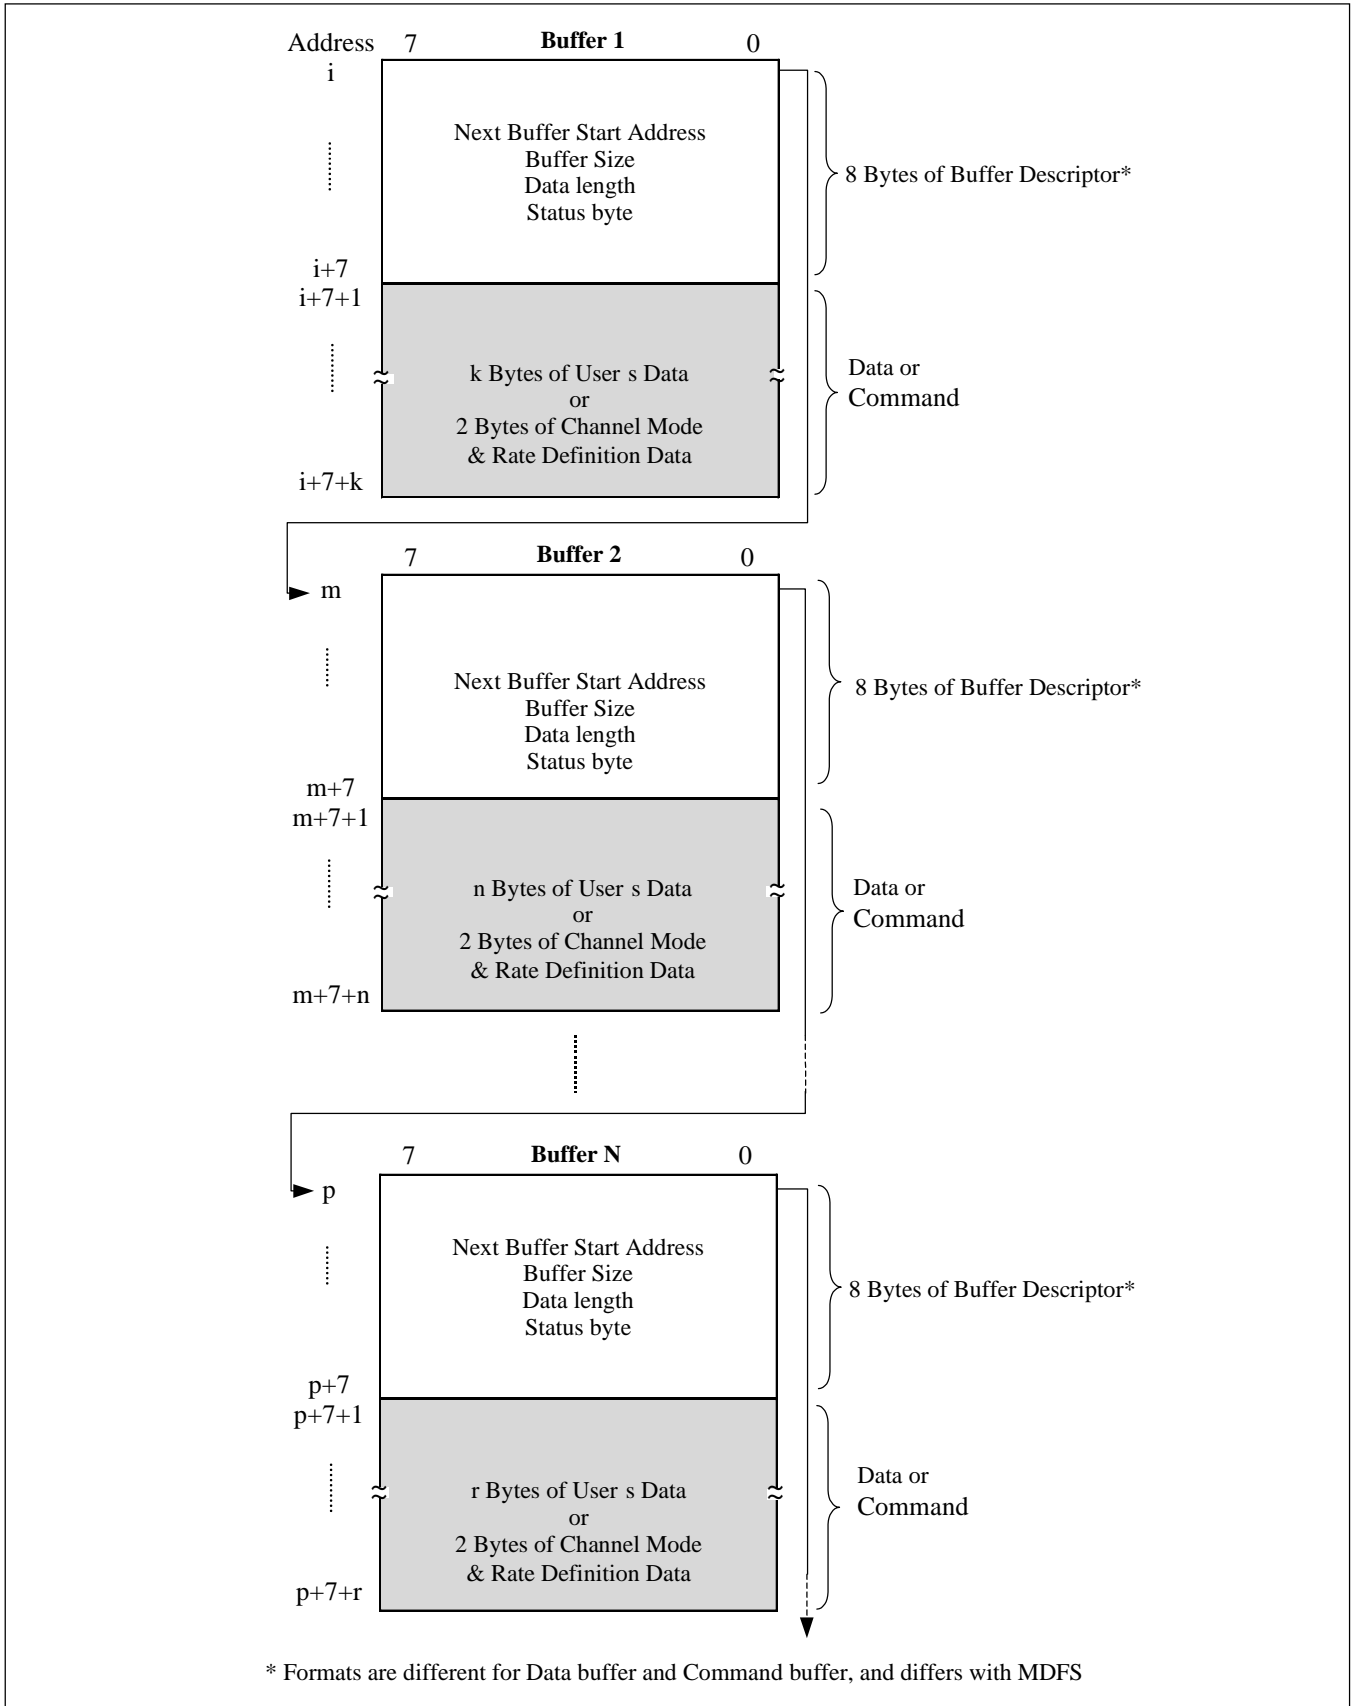 Address 7 Buffer 1 0
i
Next Buffer Start Address
Buffer Size
Data length
Status byte
8 Bytes of Buffer Descriptor*
i+7
i+7+1
k Bytes of User s Data
or
2 Bytes of Channel Mode
& Rate Definition Data
Data or
Command
i+7+k
7 Buffer 2 0
m
Next Buffer Start Address
Buffer Size
Data length
Status byte
8 Bytes of Buffer Descriptor*
m+7
m+7+1
n Bytes of User s Data
or
2 Bytes of Channel Mode
& Rate Definition Data
Data or
Command
m+7+n
7 Buffer N 0
p
Next Buffer Start Address
Buffer Size
Data length
Status byte
8 Bytes of Buffer Descriptor*
p+7
p+7+1
r Bytes of User s Data
or
2 Bytes of Channel Mode
& Rate Definition Data
Data or
Command
p+7+r
* Formats are different for Data buffer and Command buffer, and differs with MDFS